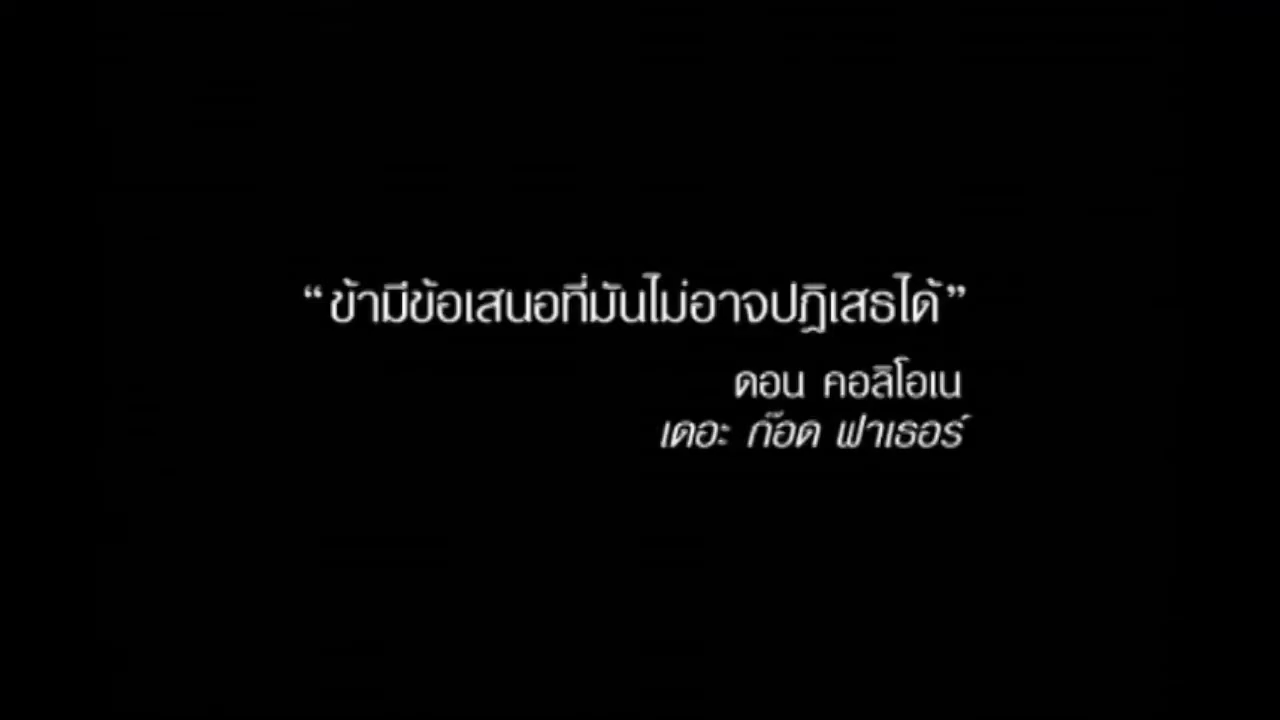 “ข้ามีข้อเสนอที่มันไม่อาจปฎิเสธได้”
ดอน คอลิโอเน
เดอะ ก๊อด ฟาเธอร์